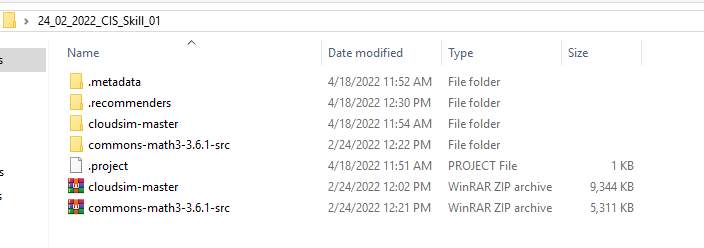 24_02_2022_CIS_Skill_01
Name Date modified Type Size
.metadata 4/18/2022 11:52 AM File folder
.recommenders 4/18/2022 12:30 PM File folder
cloudsim-master 4/18/2022 11:54 AM File folder
commons-math3-3.6.1-src 2/24/2022 12:22 PM File folder
.project 4/18/2022 11:51 AM PROJECT File 1 KB
cloudsim-master 2/24/2022 12:02 PM WinRAR ZIP archive 9,344 KB
commons-math3-3.6.1-src 2/24/2022 12:21 PM WinRAR ZIP archive 5,311 KB